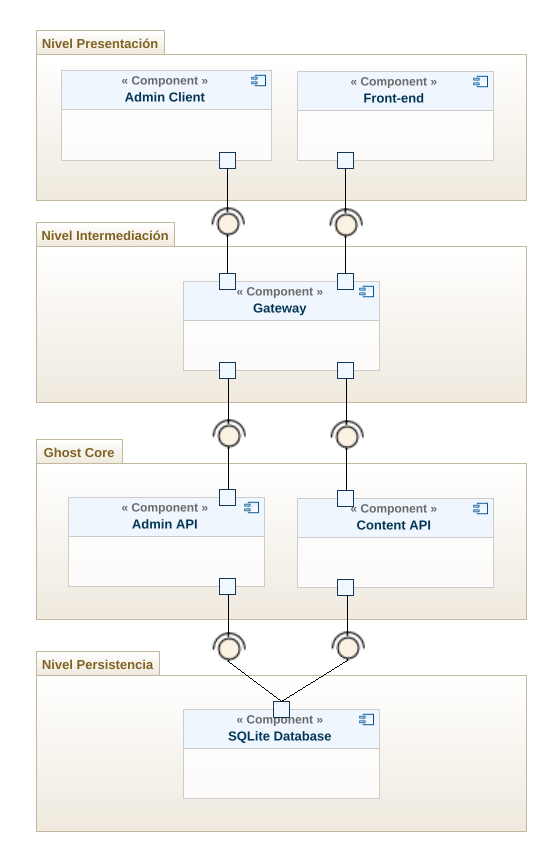 Nivel Presentación
« Component »
Admin Client
« Component »
Front-end
Nivel Intermediación
« Component »
Gateway
Ghost Core
« Component »
Admin API
« Component »
Content API
Nivel Persistencia
« Component »
SQLite Database